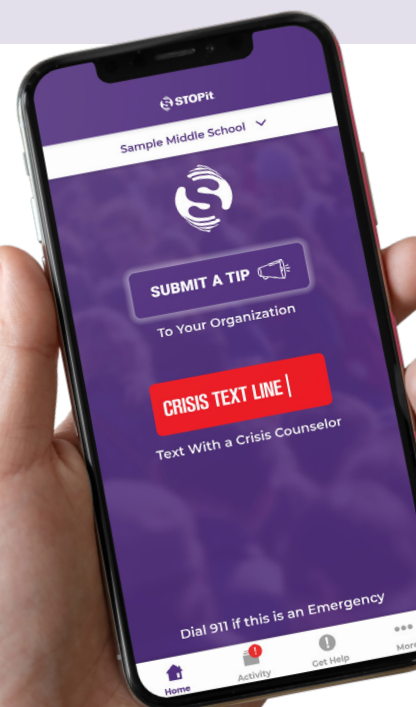 STOPit
Sample Middle School
SUBMIT A TIP
To Your Organization
CRISIS TEXT LINE |
Text With a Crisis Counselor
Dial 911 if this is an Emergency
Home
Activity
Get Help
More